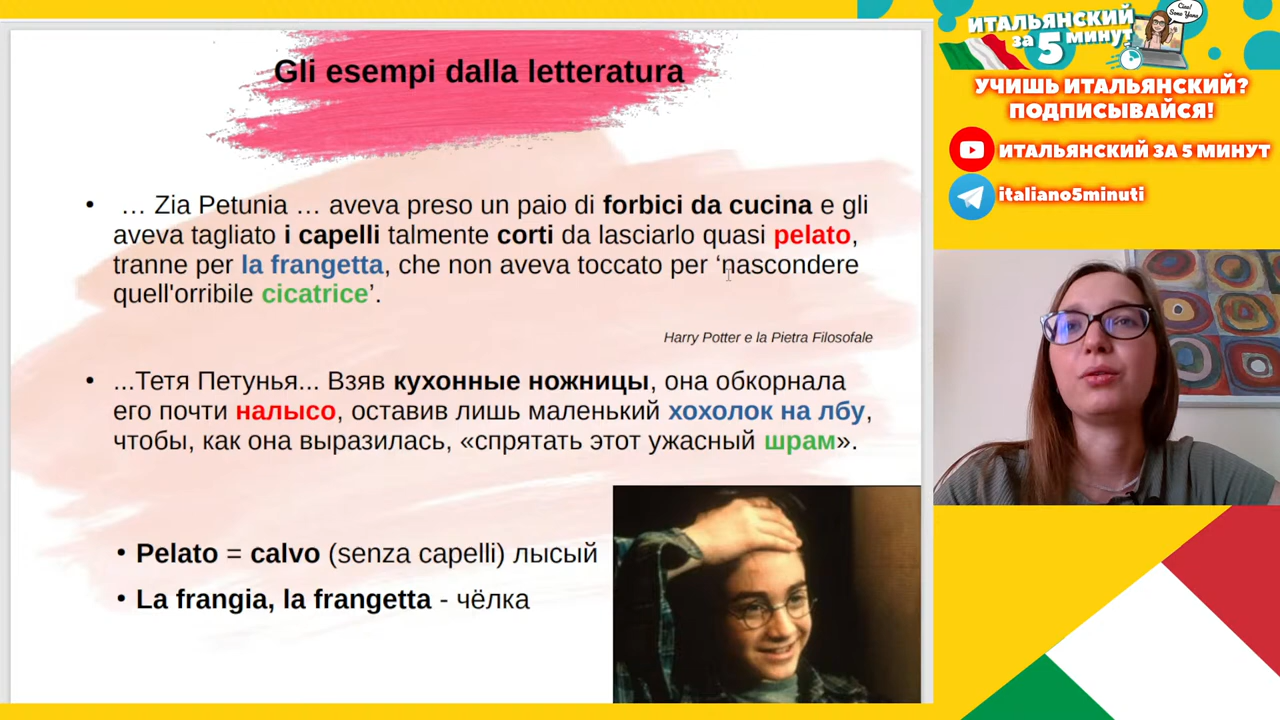 Gli esempi dalla letteratura
• … Zia Petunia … aveva preso un paio di forbici da cucina e gli
aveva tagliato i capelli talmente corti da lasciarlo quasi pelato,
tranne per la frangetta, che non aveva toccato per ‘nascondere
quell'orribile cicatrice’.
Harry Potter e la Pietra Filosofale
• ...Тетя Петунья... Взяв кухонные ножницы, она обкорнала
его почти налысо, оставив лишь маленький хохолок на лбу,
чтобы, как она выразилась, «спрятать этот ужасный шрам».
• Pelato = calvo (senza capelli) лысый
• La frangia, la frangetta - чёлка
ИТАЛЬЯНСКИЙ
за 5 минут
Ciao!
Sono Yana
УЧИШЬ ИТАЛЬЯНСКИЙ?
ПОДПИСЫВАЙСЯ!
ИТАЛЬЯНСКИЙ ЗА 5 МИНУТ
italiano5minuti